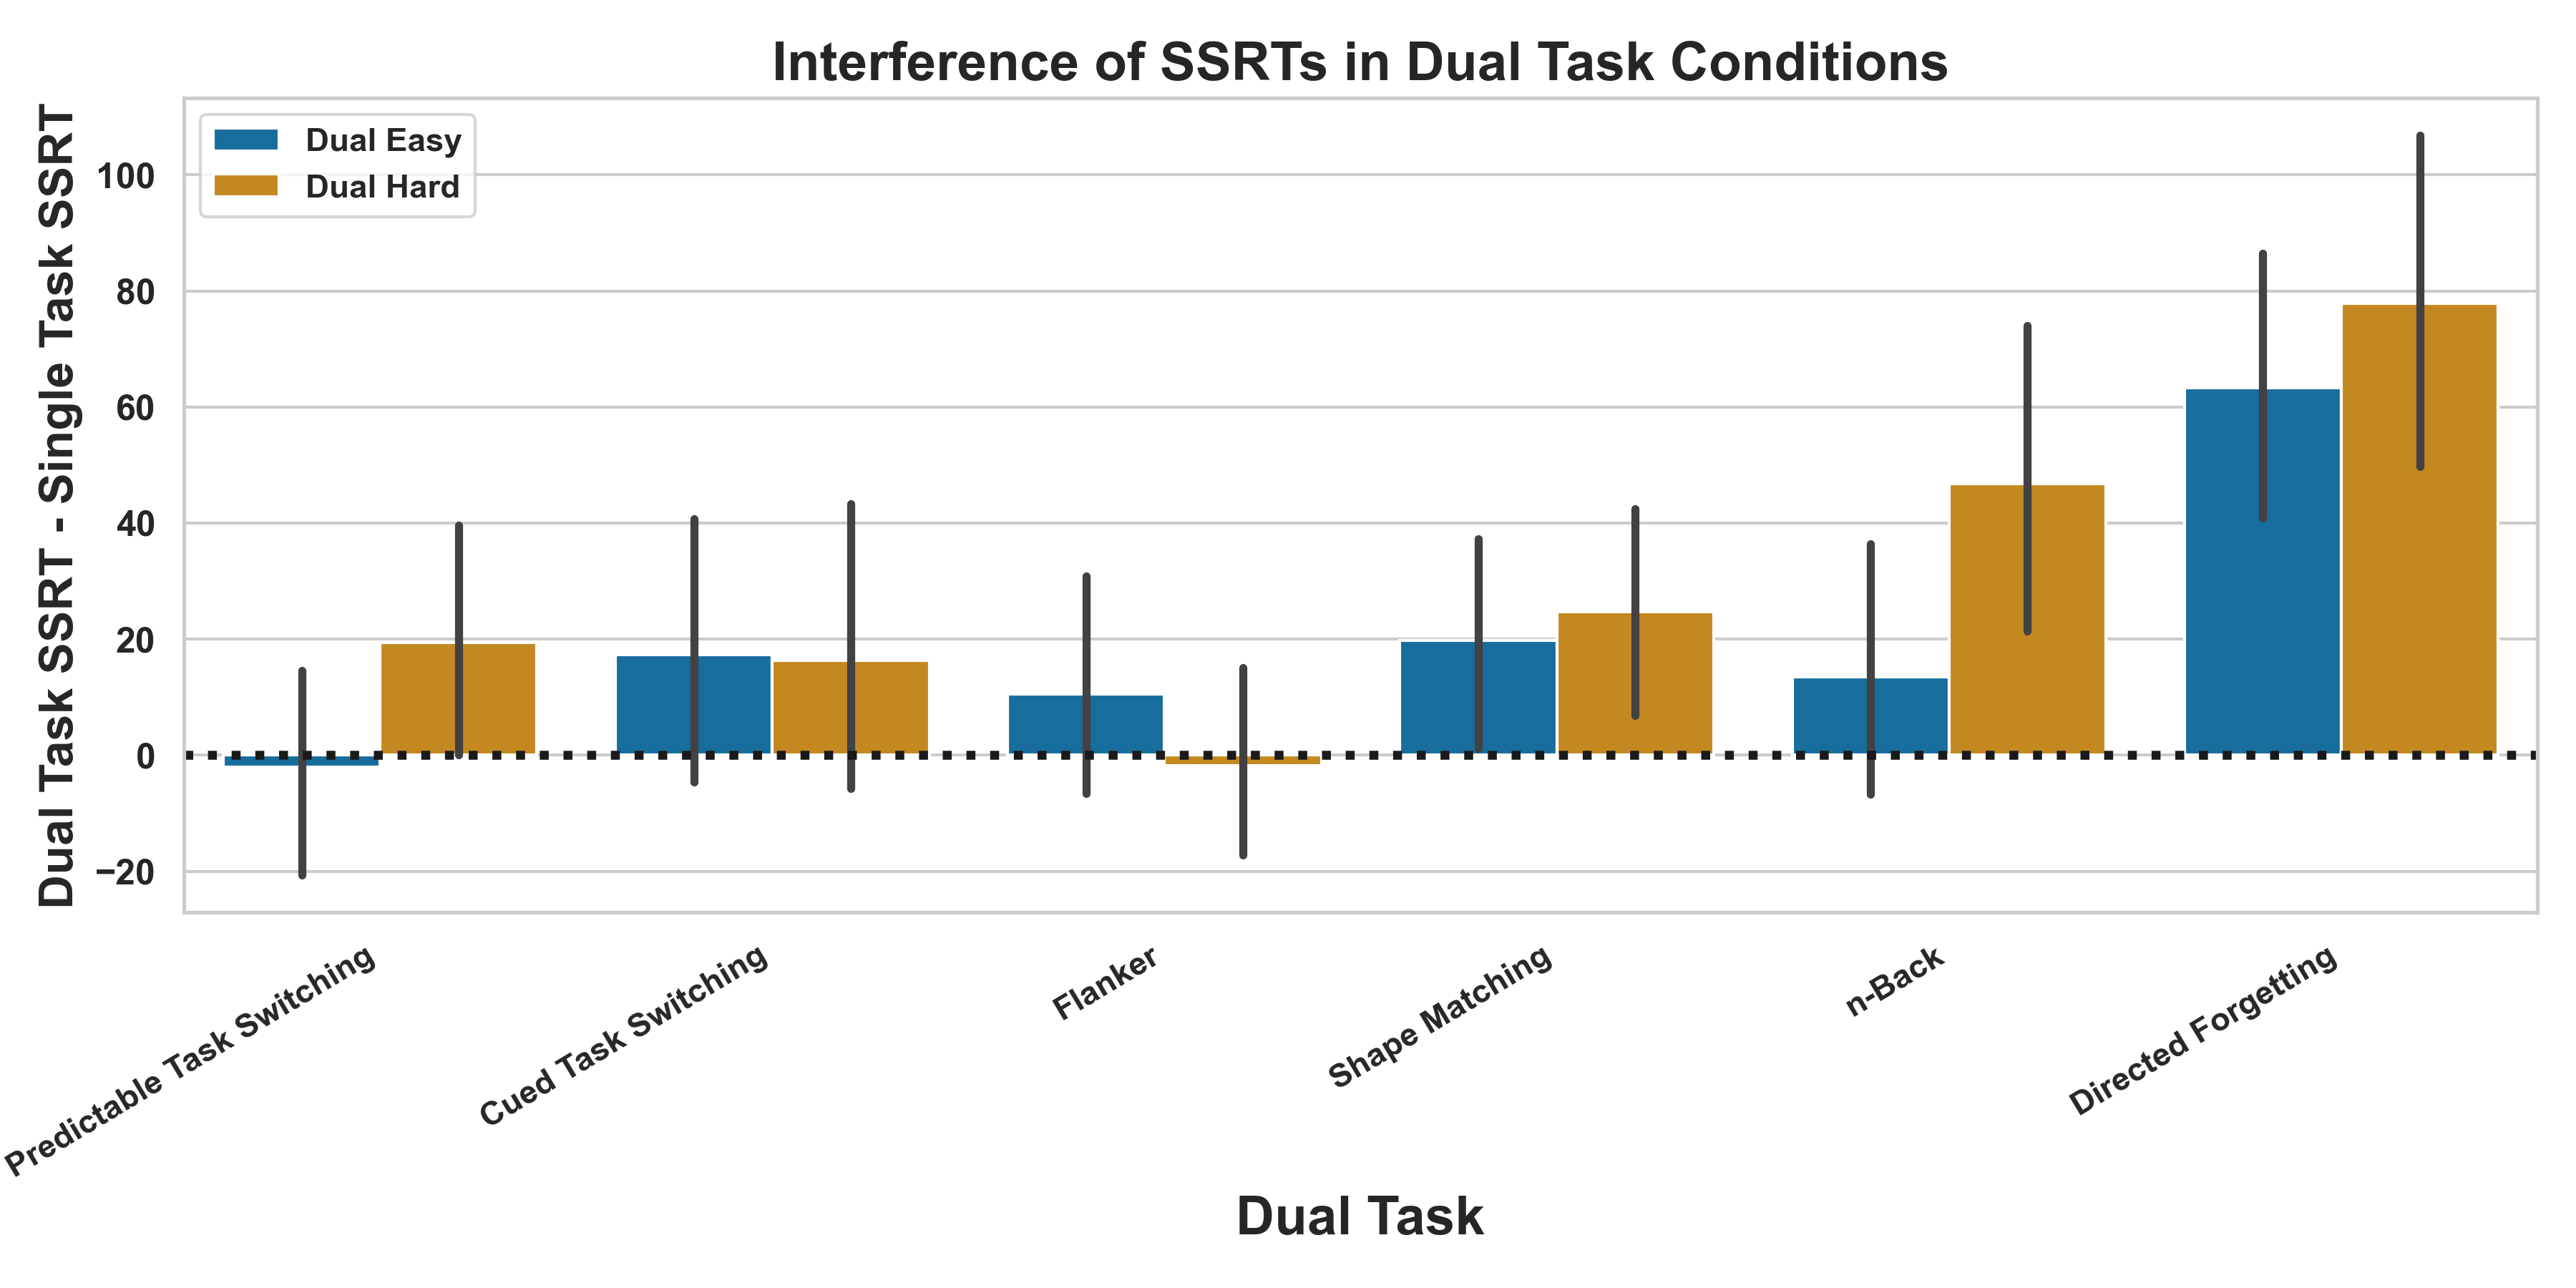 Interference of SSRTs in Dual Task Conditions
Dual Task SSRT - Single Task SSRT
Dual Easy
Dual Hard
100
80
60
40
20
0
−20
Predictable Task Switching
Cued Task Switching
Flanker
Shape Matching
n-Back
Directed Forgetting
Dual Task